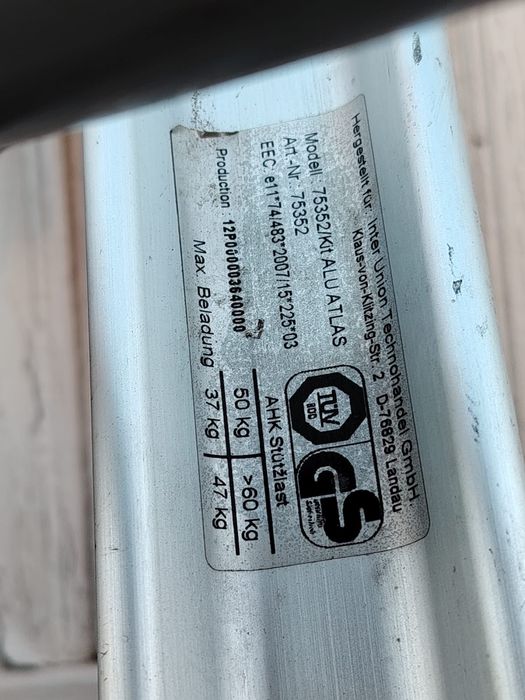 Hergestellt für: Inter Union Technohandel GmbH.
Klaus-von-Klitzing-Str. 2 D-76829 Landau
Modell: 75352/Kit ALU ATLAS
Art.-Nr. 75352
EEC. e11*74/483*2007/15*225*03
Production: 12P000003640000
TÜV
GS
AHK Stützlast
50 kg >60 kg
Max. Beladung 37 kg 47 kg